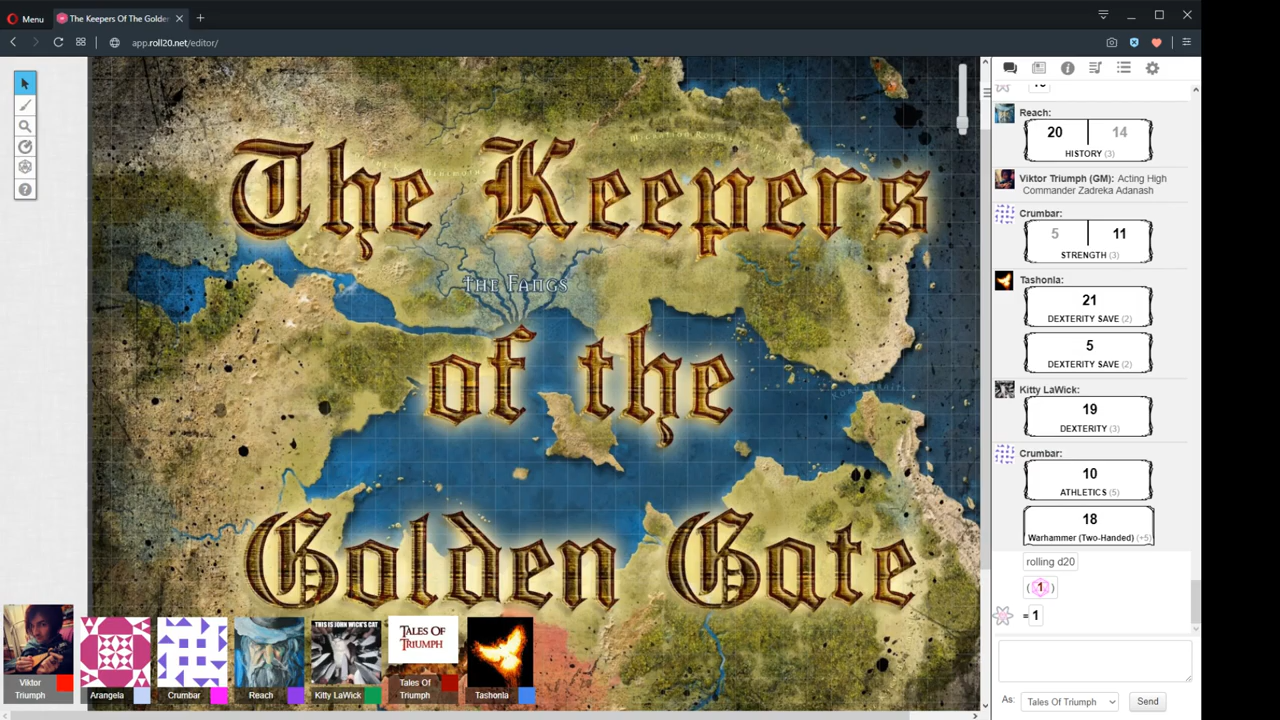 Menu
The Keepers Of The Golder
app.roll20.net/editor/
The Keepers
THE FANGS
of the
Golden Gate
Viktor Triumph
Arangela
Crumbar
Reach
THIS IS JOHN WICK'S CAT
Kitty LaWick
TALES OF
TRIUMPH
Tales Of Triumph
Tashonla
Reach:
20 14
HISTORY (3)
Viktor Triumph (GM): Acting High
Commander Zadreka Adanash
Crumbar:
5 11
STRENGTH (3)
Tashonla:
21
DEXTERITY SAVE (2)
5
DEXTERITY SAVE (2)
Kitty LaWick:
19
DEXTERITY (3)
Crumbar:
10
ATHLETICS (5)
18
Warhammer (Two-Handed) (+5)
rolling d20
(1)
=1
As: Tales Of Triumph Send